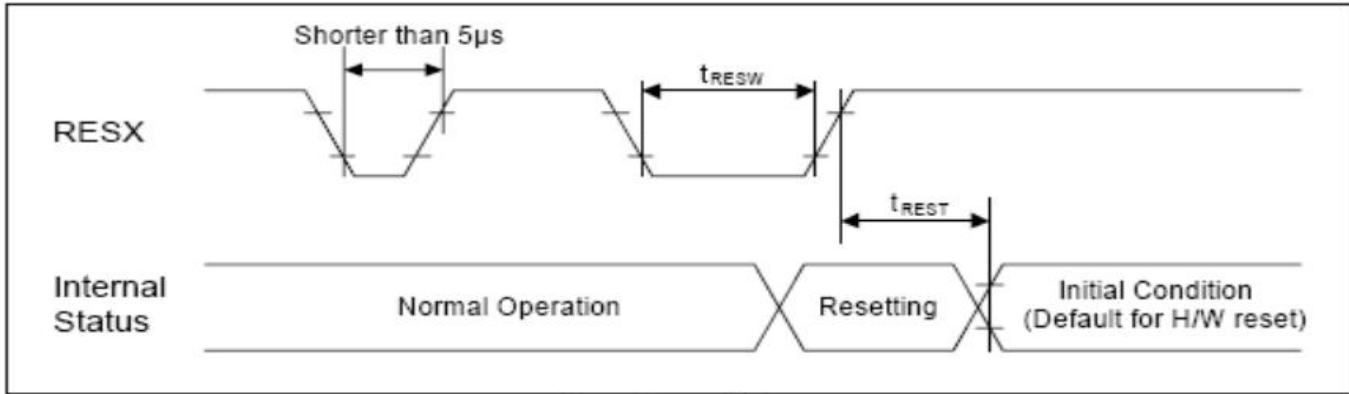 Shorter than 5µs
tRESW
RESX
tREST
Internal
Status
Normal Operation
Resetting
Initial Condition
(Default for H/W reset)